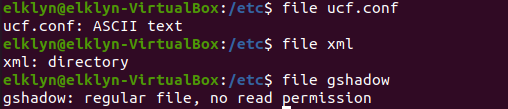 elklyn@elklyn-VirtualBox:/etc$ file ucf.conf
ucf.conf: ASCII text
elklyn@elklyn-VirtualBox:/etc$ file xml
xml: directory
elklyn@elklyn-VirtualBox:/etc$ file gshadow
gshadow: regular file, no read permission